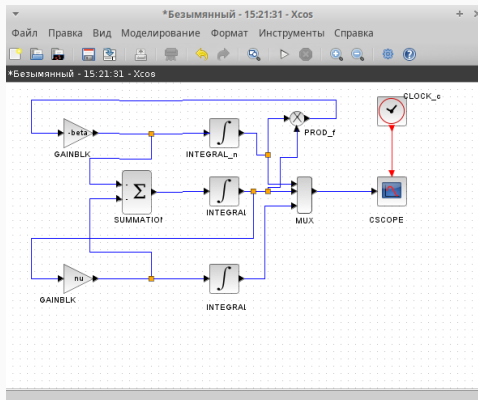 *Безымянный - 15:21:31 - Xcos
Файл Правка Вид Моделирование Формат Инструменты Справка
*Безымянный - 15:21:31 - Xcos
CLOCK_c
-beta
PROD_f
GAINBLK
INTEGRAL_n
Σ
SUMMATION
INTEGRAL
MUX
CSCOPE
nu
GAINBLK
INTEGRAL